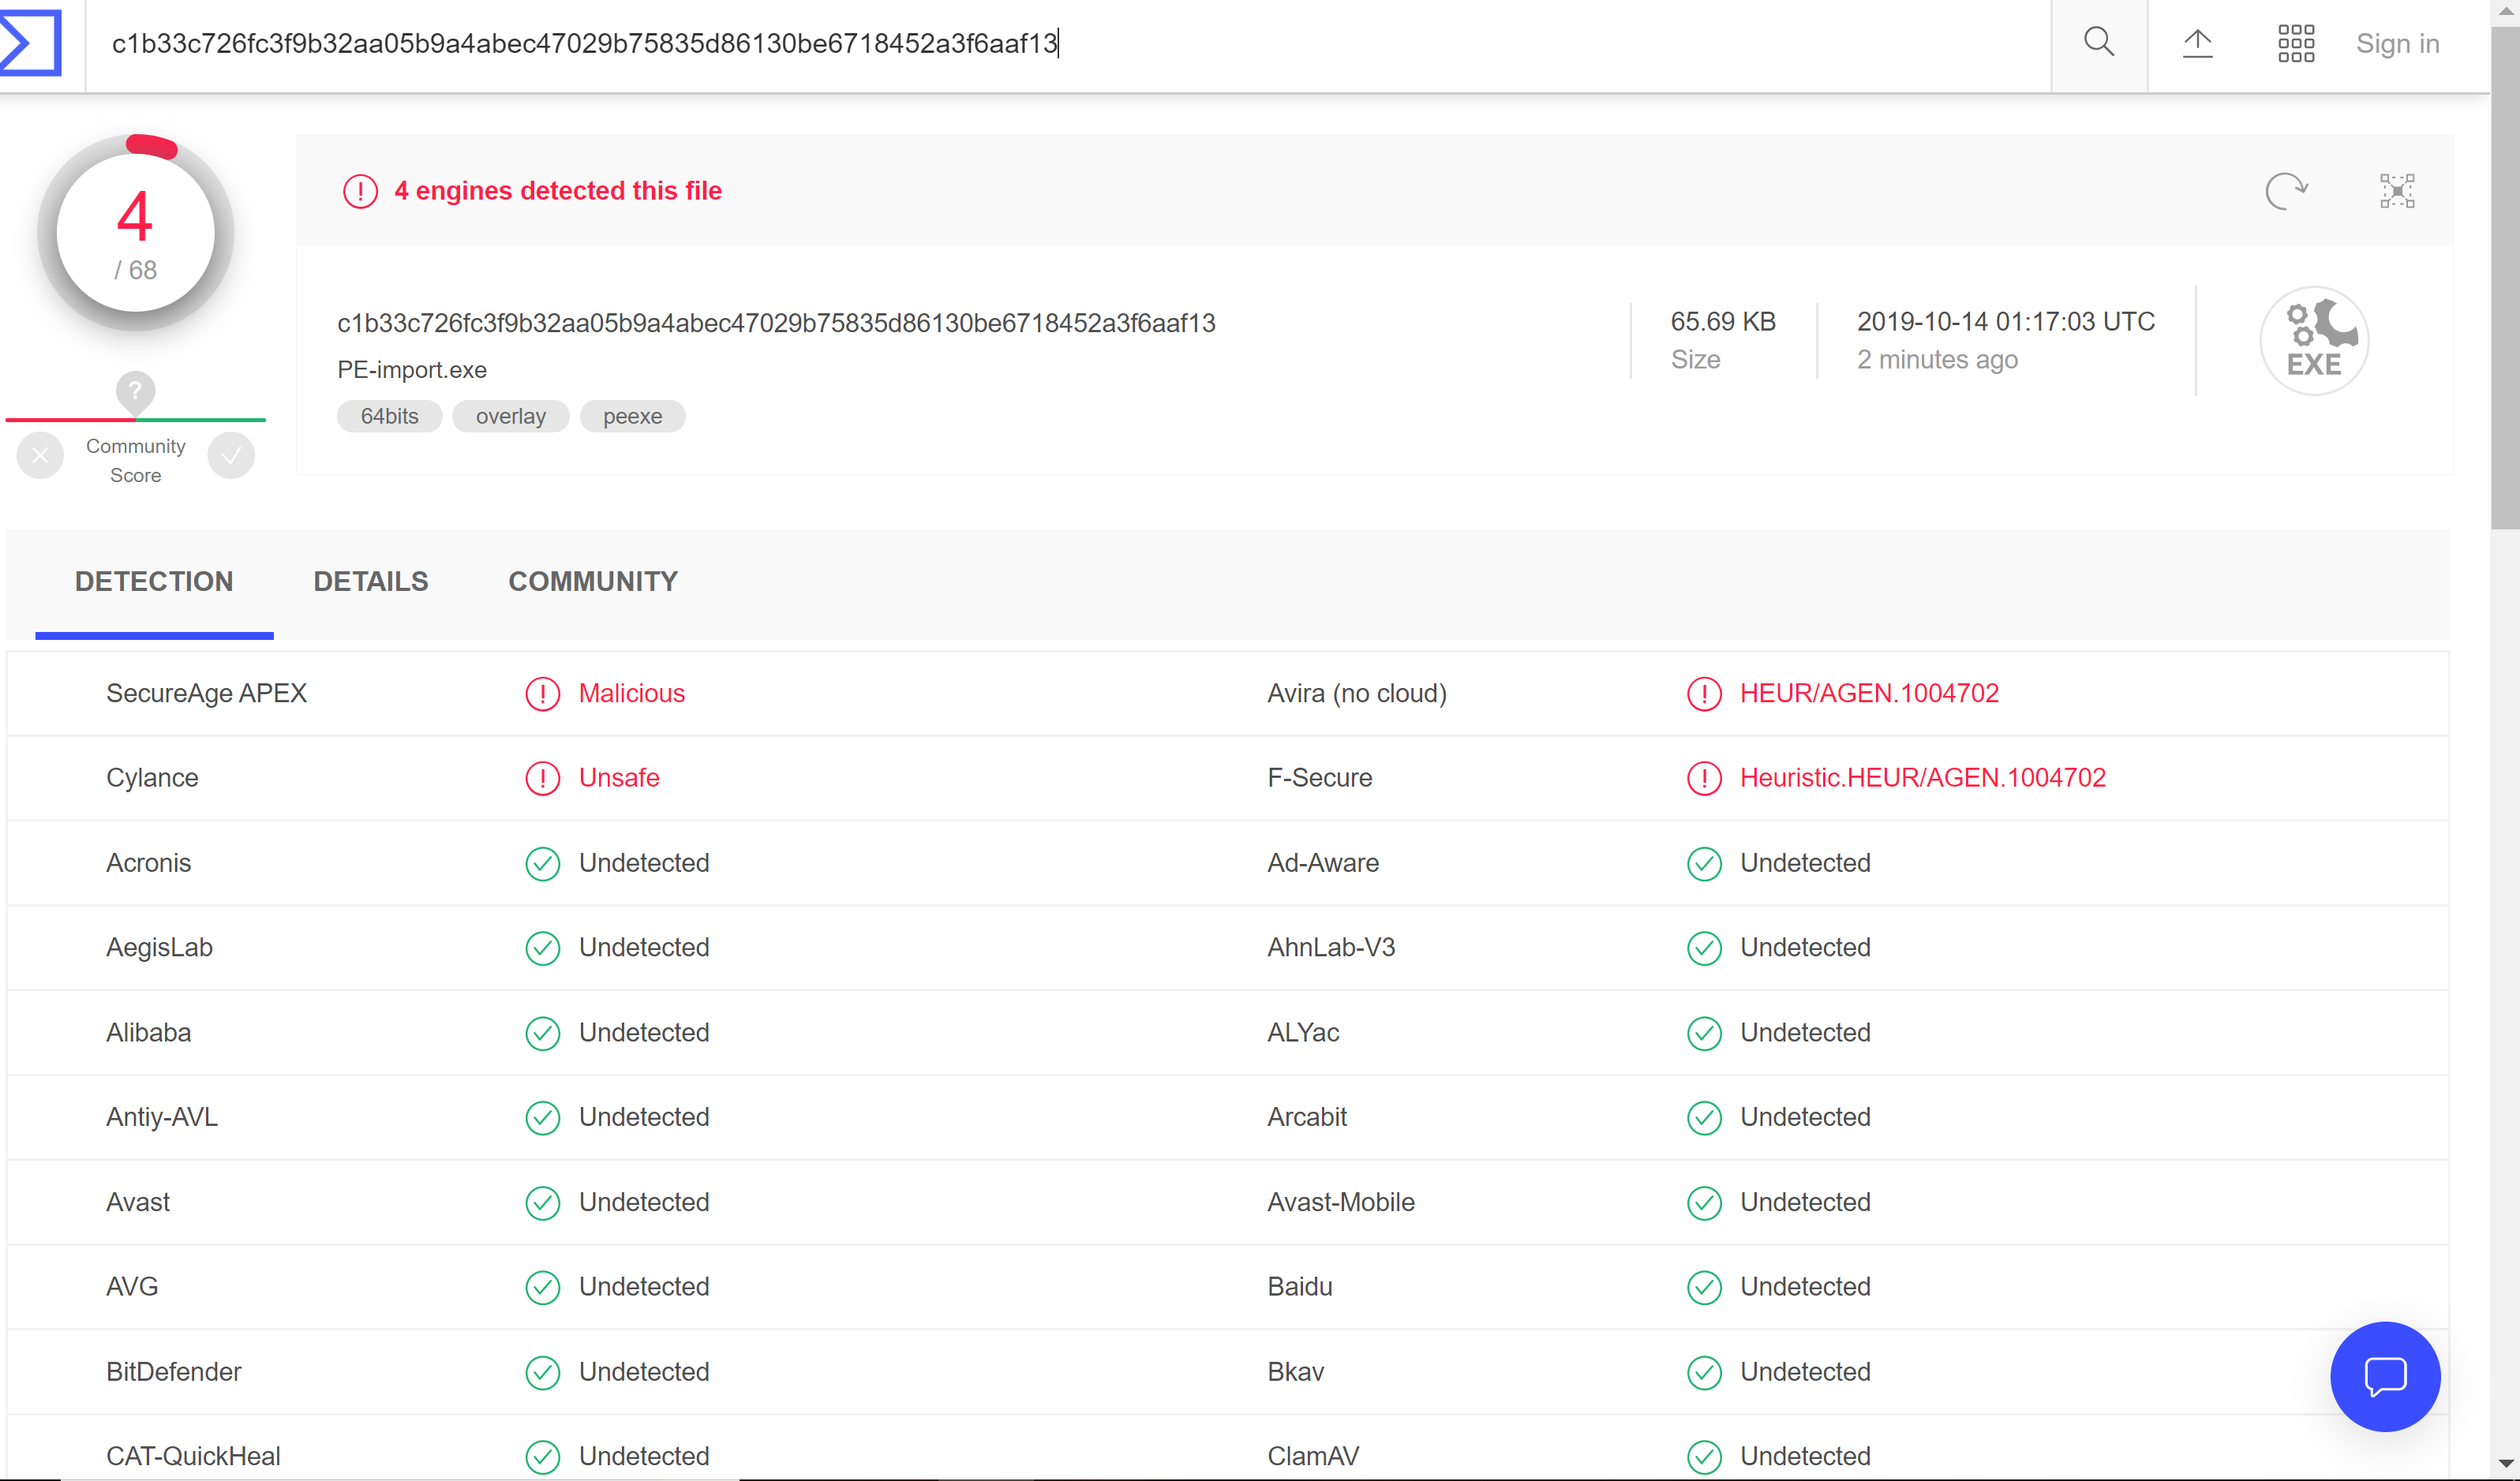 c1b33c726fc3f9b32aa05b9a4abec47029b75835d86130be6718452a3f6aaf13
Sign in
4
/ 68
4 engines detected this file
c1b33c726fc3f9b32aa05b9a4abec47029b75835d86130be6718452a3f6aaf13
PE-import.exe
64bits overlay peexe
65.69 KB
Size
2019-10-14 01:17:03 UTC
2 minutes ago
EXE
?
Community
Score
DETECTION DETAILS COMMUNITY
SecureAge APEX Malicious Avira (no cloud) HEUR/AGEN.1004702
Cylance Unsafe F-Secure Heuristic.HEUR/AGEN.1004702
Acronis Undetected Ad-Aware Undetected
AegisLab Undetected AhnLab-V3 Undetected
Alibaba Undetected ALYac Undetected
Antiy-AVL Undetected Arcabit Undetected
Avast Undetected Avast-Mobile Undetected
AVG Undetected Baidu Undetected
BitDefender Undetected Bkav Undetected
CAT-QuickHeal Undetected ClamAV Undetected